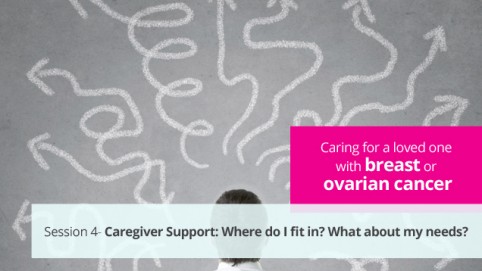 Caring for a loved one
with breast or
ovarian cancer
Session 4- Caregiver Support: Where do I fit in? What about my needs?